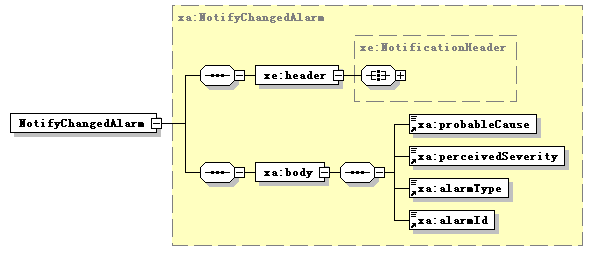 xa:NotifyChangedAlarm
xe:NotificationHeader
xe:header
NotifyChangedAlarm
xa:probableCause
xa:perceivedSeverity
xa:body
xa:alarmType
xa:alarmId